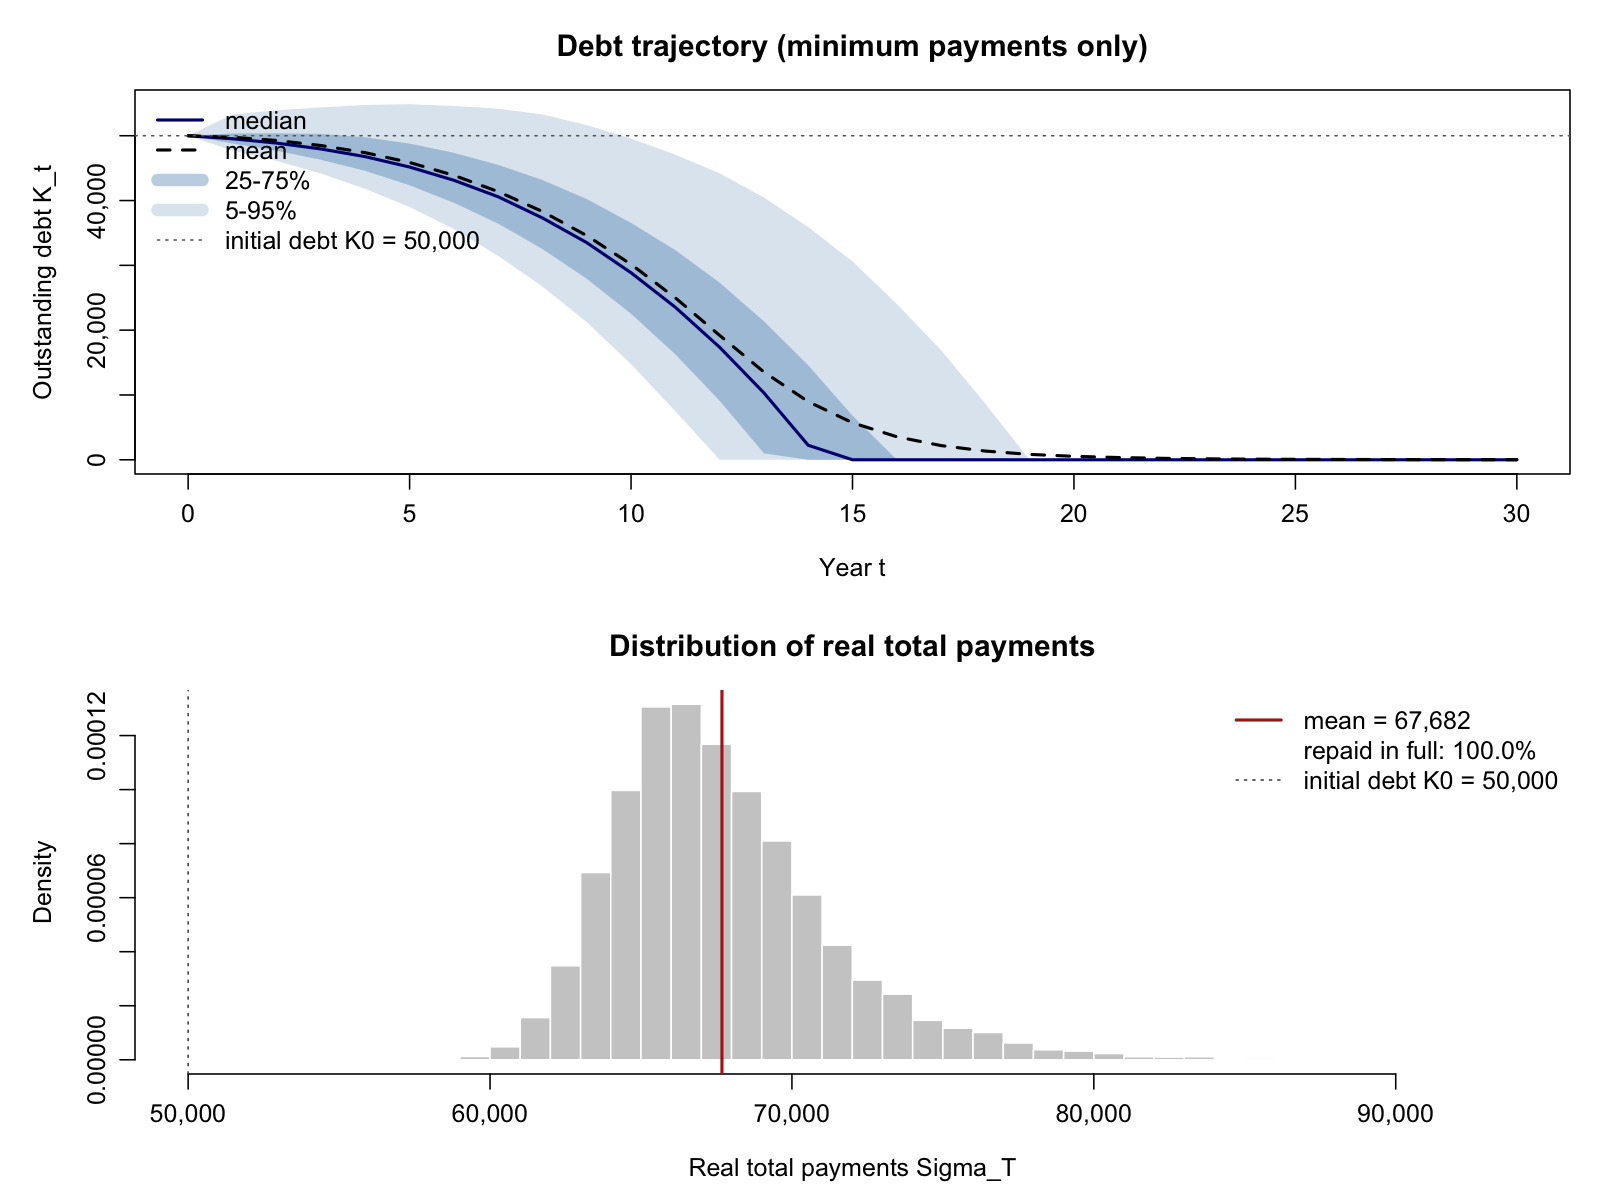 Debt trajectory (minimum payments only)
Outstanding debt K_t
0
20,000
40,000
median
mean
25-75%
5-95%
initial debt K0 = 50,000
0 5 10 15 20 25 30
Year t
Distribution of real total payments
Density
0.00000
0.00006
0.00012
mean = 67,682
repaid in full: 100.0%
initial debt K0 = 50,000
50,000 60,000 70,000 80,000 90,000
Real total payments Sigma_T